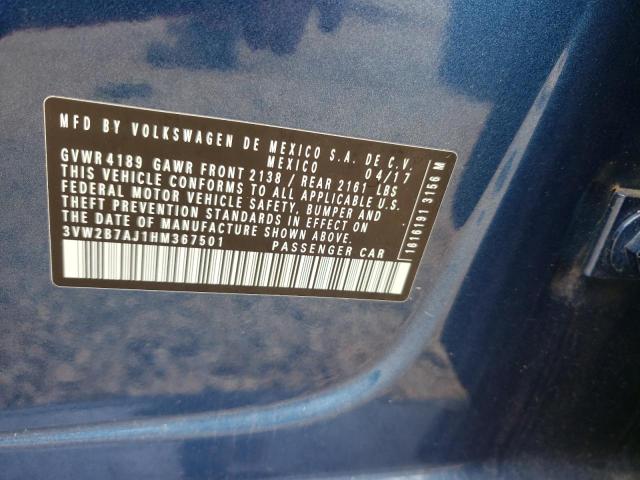 MFD BY VOLKSWAGEN DE MEXICO S.A. DE C.V.
MEXICO 04/17
GVWR 4189 GAWR FRONT 2138 / REAR 2161 LBS
THIS VEHICLE CONFORMS TO ALL APPLICABLE U.S.
FEDERAL MOTOR VEHICLE SAFETY, BUMPER AND
THEFT PREVENTION STANDARDS IN EFFECT ON
THE DATE OF MANUFACTURE SHOWN ABOVE.
3VW2B7AJ1HM367501 PASSENGER CAR
1610191 3156 M